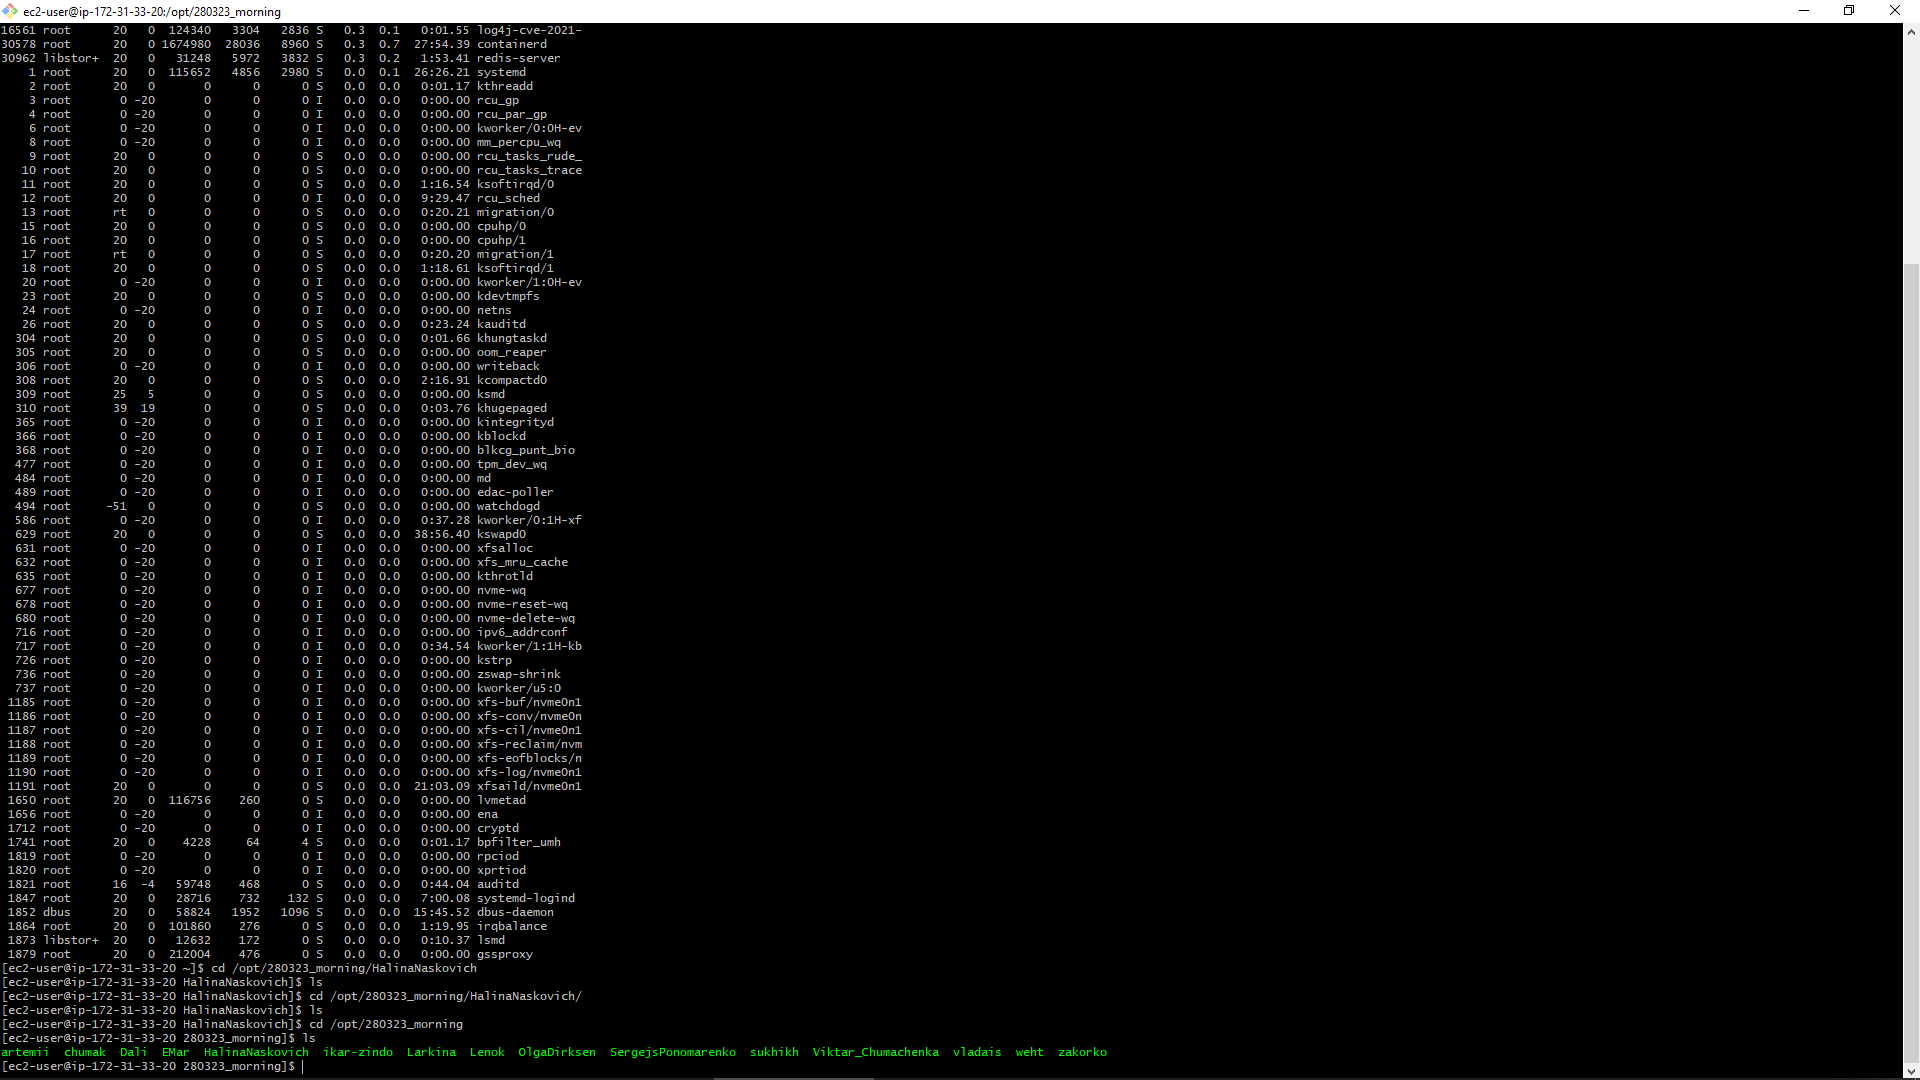 ec2-user@ip-172-31-33-20:/opt/280323_morning
16561 root 20 0 124340 3304 2836 S 0.3 0.1 0:01.55 log4j-cve-2021-
30578 root 20 0 1674980 28036 8960 S 0.3 0.7 27:54.39 containerd
30962 libstor+ 20 0 31248 5972 3832 S 0.3 0.2 1:53.41 redis-server
1 root 20 0 115652 4856 2980 S 0.0 0.1 26:26.21 systemd
2 root 20 0 0 0 0 S 0.0 0.0 0:01.17 kthreadd
3 root 0 -20 0 0 0 I 0.0 0.0 0:00.00 rcu_gp
4 root 0 -20 0 0 0 I 0.0 0.0 0:00.00 rcu_par_gp
6 root 0 -20 0 0 0 I 0.0 0.0 0:00.00 kworker/0:0H-ev
8 root 0 -20 0 0 0 I 0.0 0.0 0:00.00 mm_percpu_wq
9 root 20 0 0 0 0 S 0.0 0.0 0:00.00 rcu_tasks_rude_
10 root 20 0 0 0 0 S 0.0 0.0 0:00.00 rcu_tasks_trace
11 root 20 0 0 0 0 S 0.0 0.0 1:16.54 ksoftirqd/0
12 root 20 0 0 0 0 I 0.0 0.0 9:29.47 rcu_sched
13 root rt 0 0 0 0 S 0.0 0.0 0:20.21 migration/0
15 root 20 0 0 0 0 S 0.0 0.0 0:00.00 cpuhp/0
16 root 20 0 0 0 0 S 0.0 0.0 0:00.00 cpuhp/1
17 root rt 0 0 0 0 S 0.0 0.0 0:20.20 migration/1
18 root 20 0 0 0 0 S 0.0 0.0 1:18.61 ksoftirqd/1
20 root 0 -20 0 0 0 I 0.0 0.0 0:00.00 kworker/1:0H-ev
23 root 20 0 0 0 0 S 0.0 0.0 0:00.00 kdevtmpfs
24 root 0 -20 0 0 0 I 0.0 0.0 0:00.00 netns
26 root 20 0 0 0 0 S 0.0 0.0 0:23.24 kauditd
304 root 20 0 0 0 0 S 0.0 0.0 0:01.66 khungtaskd
305 root 20 0 0 0 0 S 0.0 0.0 0:00.00 oom_reaper
306 root 0 -20 0 0 0 I 0.0 0.0 0:00.00 writeback
308 root 20 0 0 0 0 S 0.0 0.0 2:16.91 kcompactd0
309 root 25 5 0 0 0 S 0.0 0.0 0:00.00 ksmd
310 root 39 19 0 0 0 S 0.0 0.0 0:03.76 khugepaged
365 root 0 -20 0 0 0 I 0.0 0.0 0:00.00 kintegrityd
366 root 0 -20 0 0 0 I 0.0 0.0 0:00.00 kblockd
368 root 0 -20 0 0 0 I 0.0 0.0 0:00.00 blkcg_punt_bio
477 root 0 -20 0 0 0 I 0.0 0.0 0:00.00 tpm_dev_wq
484 root 0 -20 0 0 0 I 0.0 0.0 0:00.00 md
489 root 0 -20 0 0 0 I 0.0 0.0 0:00.00 edac-poller
494 root -51 0 0 0 0 S 0.0 0.0 0:00.00 watchdogd
586 root 0 -20 0 0 0 I 0.0 0.0 0:37.28 kworker/0:1H-xf
629 root 20 0 0 0 0 S 0.0 0.0 38:56.40 kswapd0
631 root 0 -20 0 0 0 I 0.0 0.0 0:00.00 xfsalloc
632 root 0 -20 0 0 0 I 0.0 0.0 0:00.00 xfs_mru_cache
635 root 0 -20 0 0 0 I 0.0 0.0 0:00.00 kthrotld
677 root 0 -20 0 0 0 I 0.0 0.0 0:00.00 nvme-wq
678 root 0 -20 0 0 0 I 0.0 0.0 0:00.00 nvme-reset-wq
680 root 0 -20 0 0 0 I 0.0 0.0 0:00.00 nvme-delete-wq
716 root 0 -20 0 0 0 I 0.0 0.0 0:00.00 ipv6_addrconf
717 root 0 -20 0 0 0 I 0.0 0.0 0:34.54 kworker/1:1H-kb
726 root 0 -20 0 0 0 I 0.0 0.0 0:00.00 kstrp
736 root 0 -20 0 0 0 I 0.0 0.0 0:00.00 zswap-shrink
737 root 0 -20 0 0 0 I 0.0 0.0 0:00.00 kworker/u5:0
1185 root 0 -20 0 0 0 I 0.0 0.0 0:00.00 xfs-buf/nvme0n1
1186 root 0 -20 0 0 0 I 0.0 0.0 0:00.00 xfs-conv/nvme0n
1187 root 0 -20 0 0 0 I 0.0 0.0 0:00.00 xfs-cil/nvme0n1
1188 root 0 -20 0 0 0 I 0.0 0.0 0:00.00 xfs-reclaim/nvm
1189 root 0 -20 0 0 0 I 0.0 0.0 0:00.00 xfs-eofblocks/n
1190 root 0 -20 0 0 0 I 0.0 0.0 0:00.00 xfs-log/nvme0n1
1191 root 20 0 0 0 0 S 0.0 0.0 21:03.09 xfsaild/nvme0n1
1650 root 20 0 116756 260 0 S 0.0 0.0 0:00.00 lvmetad
1656 root 0 -20 0 0 0 I 0.0 0.0 0:00.00 ena
1712 root 0 -20 0 0 0 I 0.0 0.0 0:00.00 cryptd
1741 root 20 0 4228 64 4 S 0.0 0.0 0:01.17 bpfilter_umh
1819 root 0 -20 0 0 0 I 0.0 0.0 0:00.00 rpciod
1820 root 0 -20 0 0 0 I 0.0 0.0 0:00.00 xprtiod
1821 root 16 -4 59748 468 0 S 0.0 0.0 0:44.04 auditd
1847 root 20 0 28716 732 132 S 0.0 0.0 7:00.08 systemd-logind
1852 dbus 20 0 58824 1952 1096 S 0.0 0.0 15:45.52 dbus-daemon
1864 root 20 0 101860 276 0 S 0.0 0.0 1:19.95 irqbalance
1873 libstor+ 20 0 12632 172 0 S 0.0 0.0 0:10.37 lsmd
1879 root 20 0 212004 476 0 S 0.0 0.0 0:00.00 gssproxy
[ec2-user@ip-172-31-33-20 ~]$ cd /opt/280323_morning/HalinaNaskovich
[ec2-user@ip-172-31-33-20 HalinaNaskovich]$ ls
[ec2-user@ip-172-31-33-20 HalinaNaskovich]$ cd /opt/280323_morning/HalinaNaskovich/
[ec2-user@ip-172-31-33-20 HalinaNaskovich]$ ls
[ec2-user@ip-172-31-33-20 HalinaNaskovich]$ cd /opt/280323_morning
[ec2-user@ip-172-31-33-20 280323_morning]$ ls
artemii chumak Dali EMar HalinaNaskovich ikar-zindo Larkina Lenok OlgaDirksen SergejsPonomarenko sukhikh Viktar_Chumachenka vladais weht zakorko
[ec2-user@ip-172-31-33-20 280323_morning]$